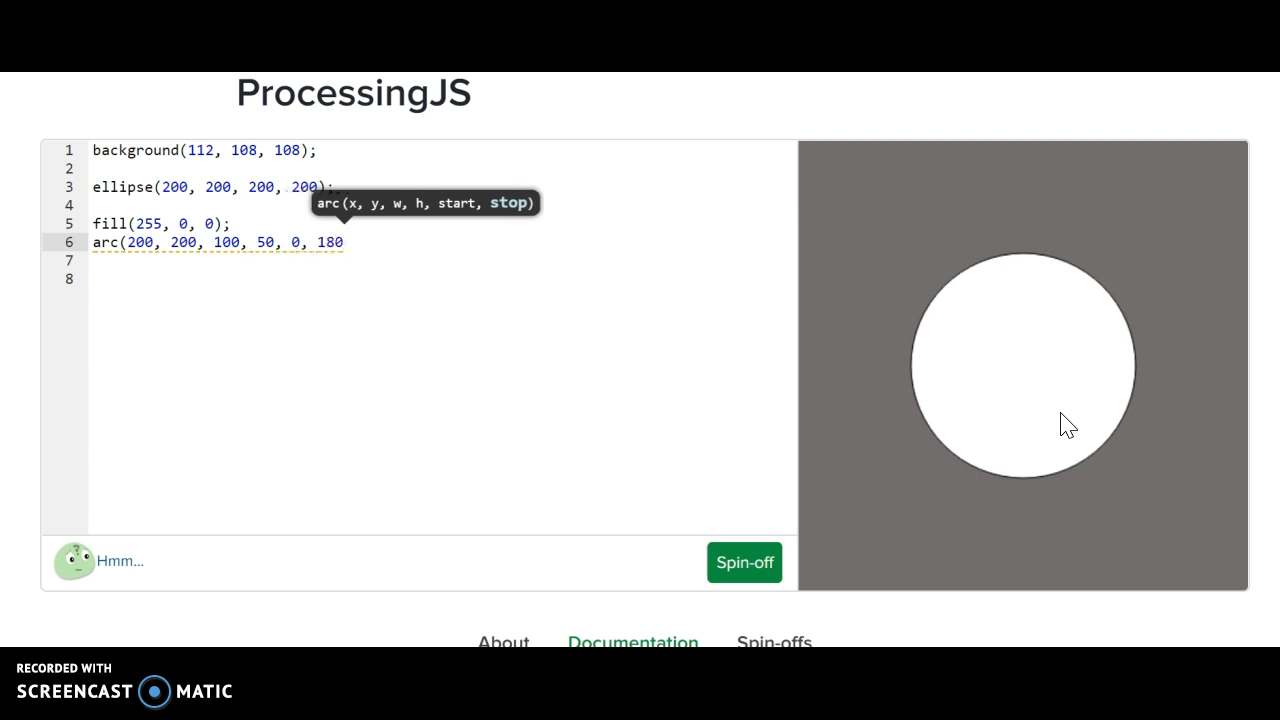 ProcessingJS
1 background(112, 108, 108);
2
3 ellipse(200, 200, 200, 200);
arc(x, y, w, h, start, stop)
4
5 fill(255, 0, 0);
6 arc(200, 200, 100, 50, 0, 180
7
8
Hmm...
Spin-off
About Documentation Spin-offs
RECORDED WITH
SCREENCAST MATIC